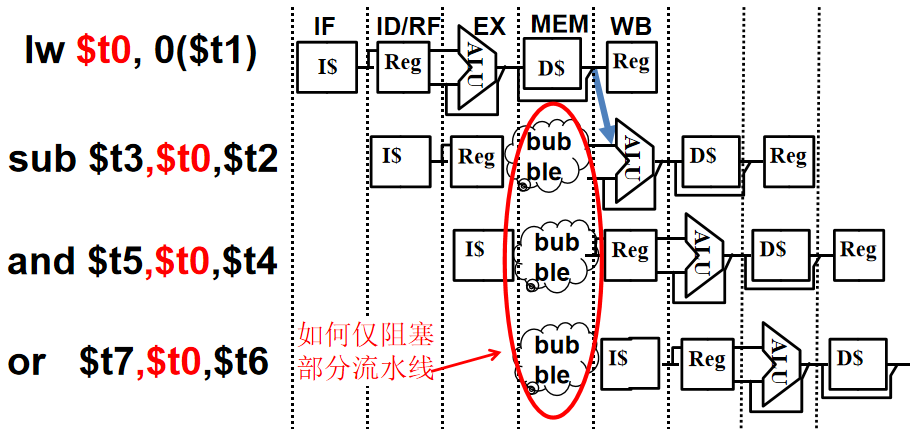 IF ID/RF EX MEM WB
lw $t0, 0($t1)
I$ Reg ALU D$ Reg
sub $t3,$t0,$t2
I$ Reg bub ALU D$ Reg
ble
and $t5,$t0,$t4
I$ bub Reg ALU D$ Reg
ble
如何仅阻塞
部分流水线
or $t7,$t0,$t6
bub I$ Reg ALU D$
ble